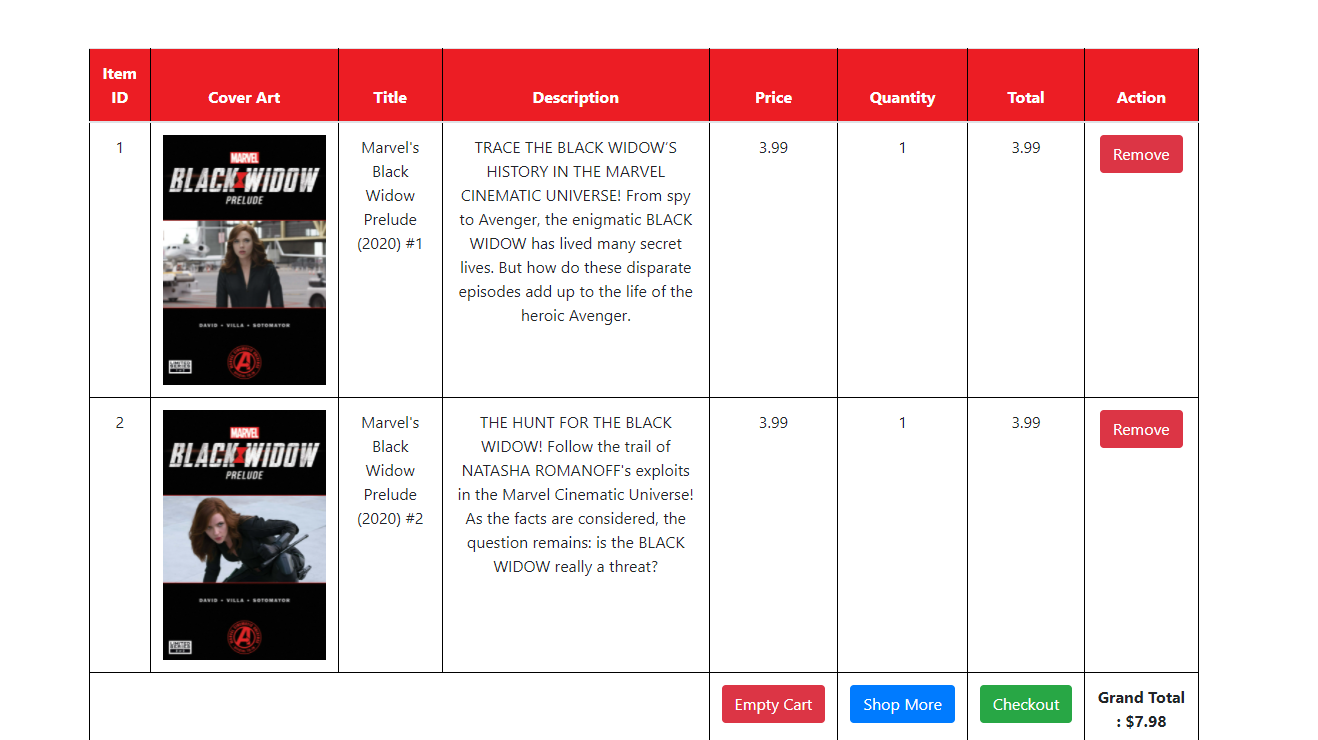 Item
ID
Cover Art
Title
Description
Price
Quantity
Total
Action
1
MARVEL
BLACK WIDOW
PRELUDE
DAVID • VILLA • SOTOMAYOR
LIMITED
SERIES
Marvel's
Black
Widow
Prelude
(2020) #1
TRACE THE BLACK WIDOW’S
HISTORY IN THE MARVEL
CINEMATIC UNIVERSE! From spy
to Avenger, the enigmatic BLACK
WIDOW has lived many secret
lives. But how do these disparate
episodes add up to the life of the
heroic Avenger.
3.99
1
3.99
Remove
2
MARVEL
BLACK WIDOW
PRELUDE
DAVID • VILLA • SOTOMAYOR
LIMITED
SERIES
Marvel's
Black
Widow
Prelude
(2020) #2
THE HUNT FOR THE BLACK
WIDOW! Follow the trail of
NATASHA ROMANOFF's exploits
in the Marvel Cinematic Universe!
As the facts are considered, the
question remains: is the BLACK
WIDOW really a threat?
3.99
1
3.99
Remove
Empty Cart
Shop More
Checkout
Grand Total
: $7.98